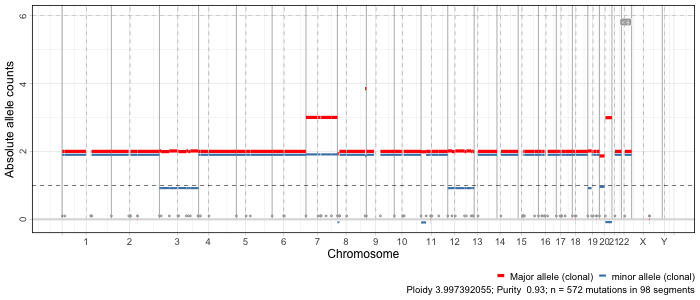 Absolute allele counts
6
4
2
0
1 2 3 4 5 6 7 8 9 10 11 12 13 14 15 16 17 18 19 20 21 22 X Y
Chromosome
Major allele (clonal) minor allele (clonal)
Ploidy 3.997392055; Purity 0.93; n = 572 mutations in 98 segments